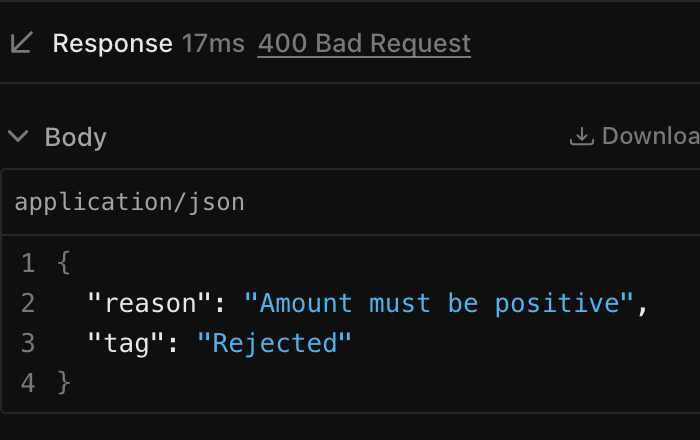 Response 17ms 400 Bad Request
Body Downloa
application/json
1 {
2   "reason": "Amount must be positive",
3   "tag": "Rejected"
4 }